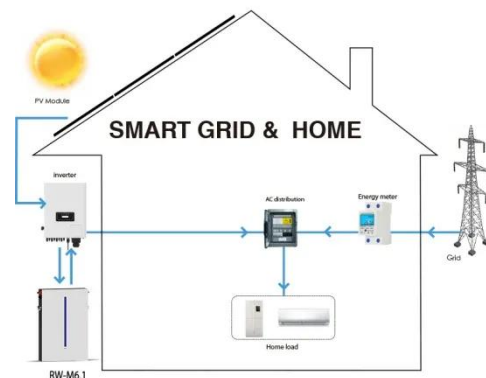 PV Module
SMART GRID & HOME
Inverter
AC distribution
Energy meter
Grid
Home load
RW-M6.1